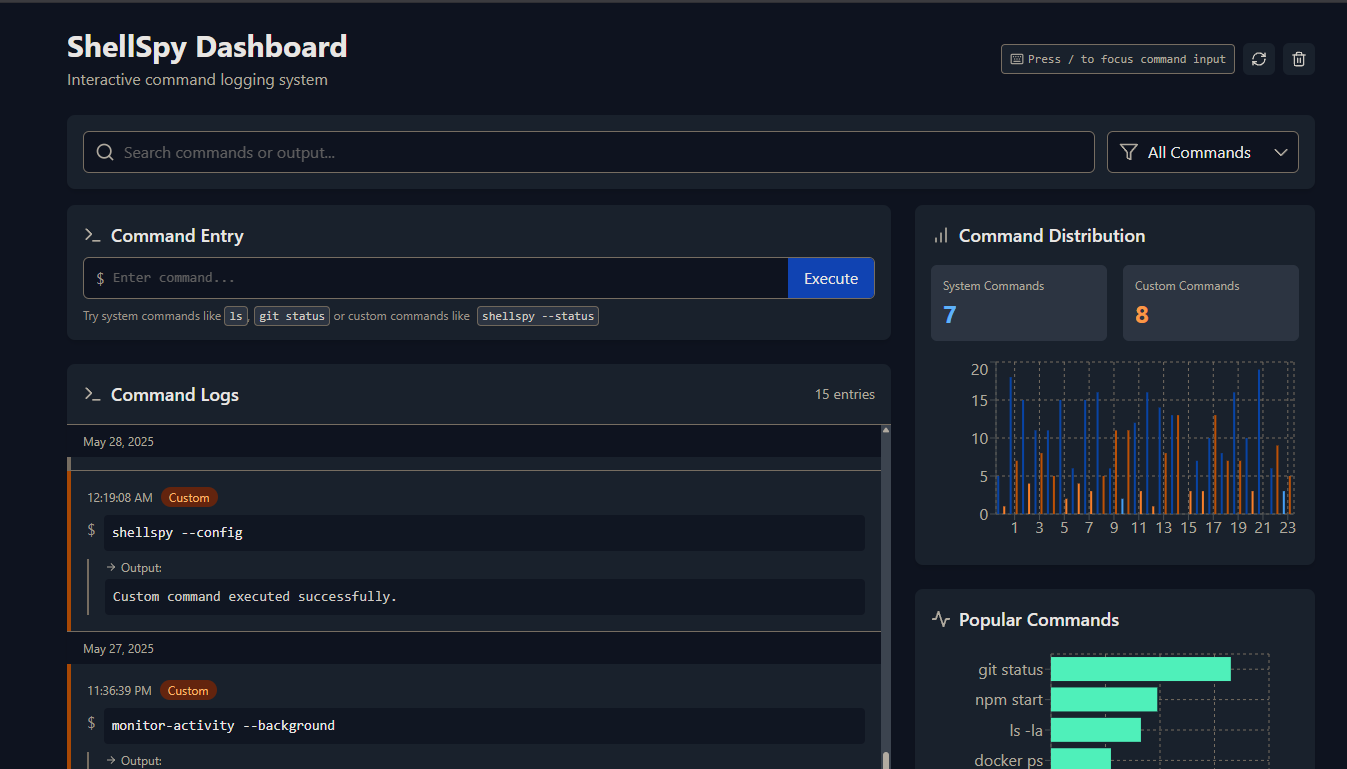 ShellSpy Dashboard
Interactive command logging system
Press / to focus command input
Search commands or output...
All Commands
Command Entry
$ Enter command...
Execute
Try system commands like ls, git status or custom commands like shellspy --status
Command Logs
15 entries
May 28, 2025
12:19:08 AM Custom
$ shellspy --config
→ Output:
Custom command executed successfully.
May 27, 2025
11:36:39 PM Custom
$ monitor-activity --background
→ Output:
Command Distribution
System Commands
7
Custom Commands
8
20
15
10
5
0
1 3 5 7 9 11 13 15 17 19 21 23
Popular Commands
git status
npm start
ls -la
docker ps